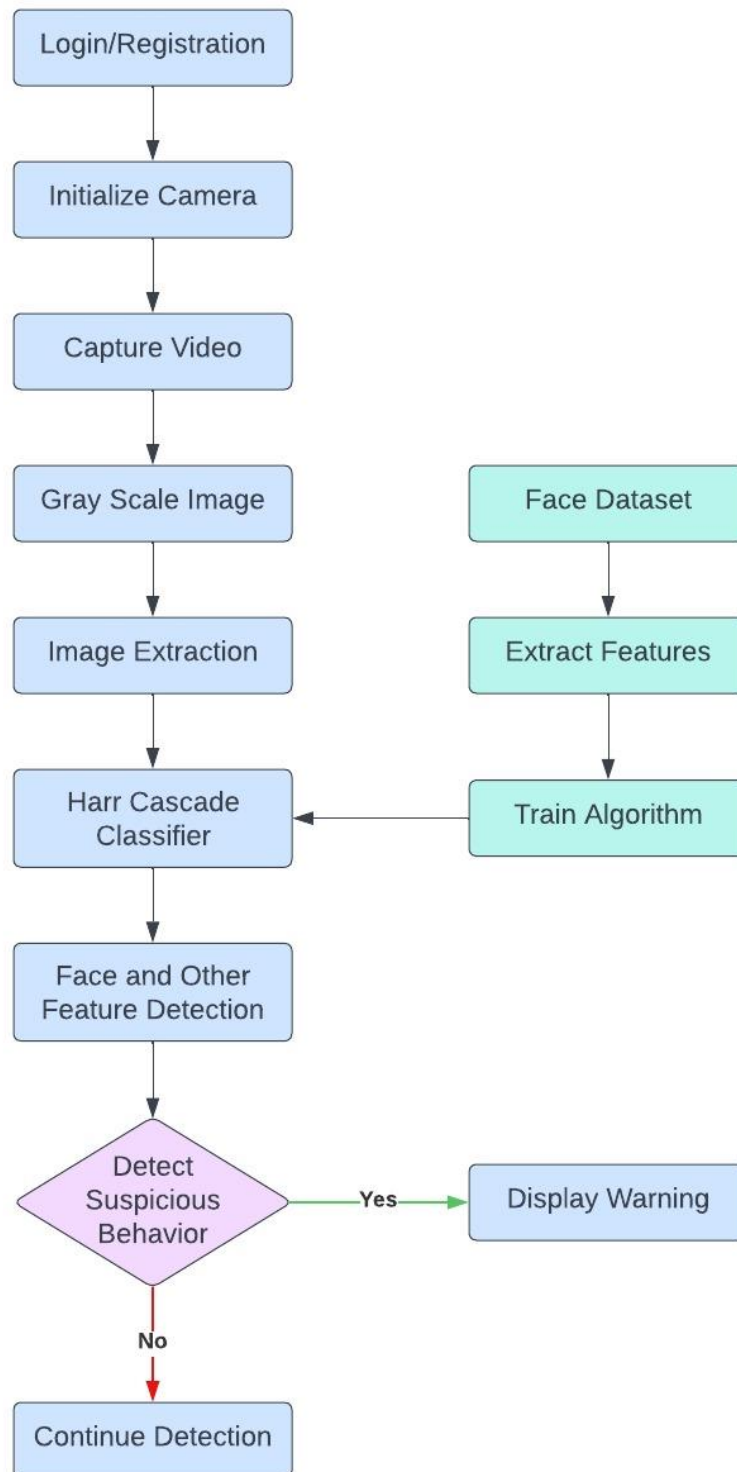 Login/Registration
Initialize Camera
Capture Video
Gray Scale Image
Face Dataset
Image Extraction
Extract Features
Harr Cascade
Classifier
Train Algorithm
Face and Other
Feature Detection
Detect
Suspicious
Behavior
Yes
Display Warning
No
Continue Detection